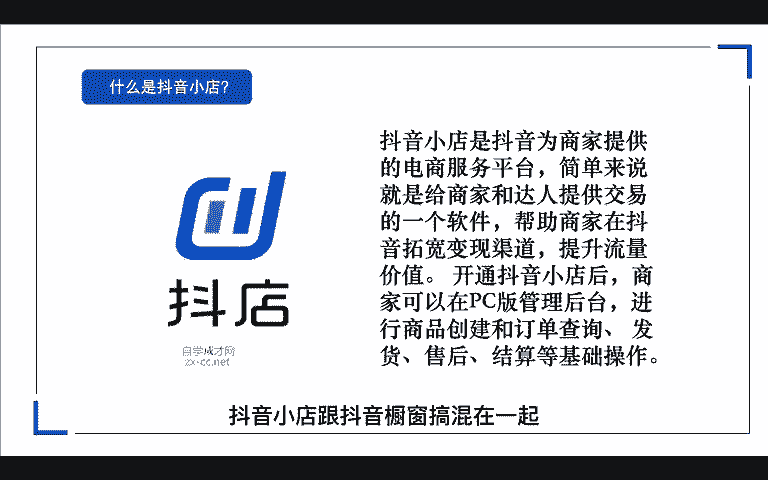 什么是抖音小店?
抖音小店是抖音为商家提供
的电商服务平台，简单来说
就是给商家和达人提供交易
的一个软件，帮助商家在抖
音拓宽变现渠道，提升流量
价值。 开通抖音小店后，商
家可以在PC版管理后台，进
行商品创建和订单查询、 发
货、售后、结算等基础操作。
抖店
自学成才网
zx-cc.net
抖音小店跟抖音橱窗搞混在一起